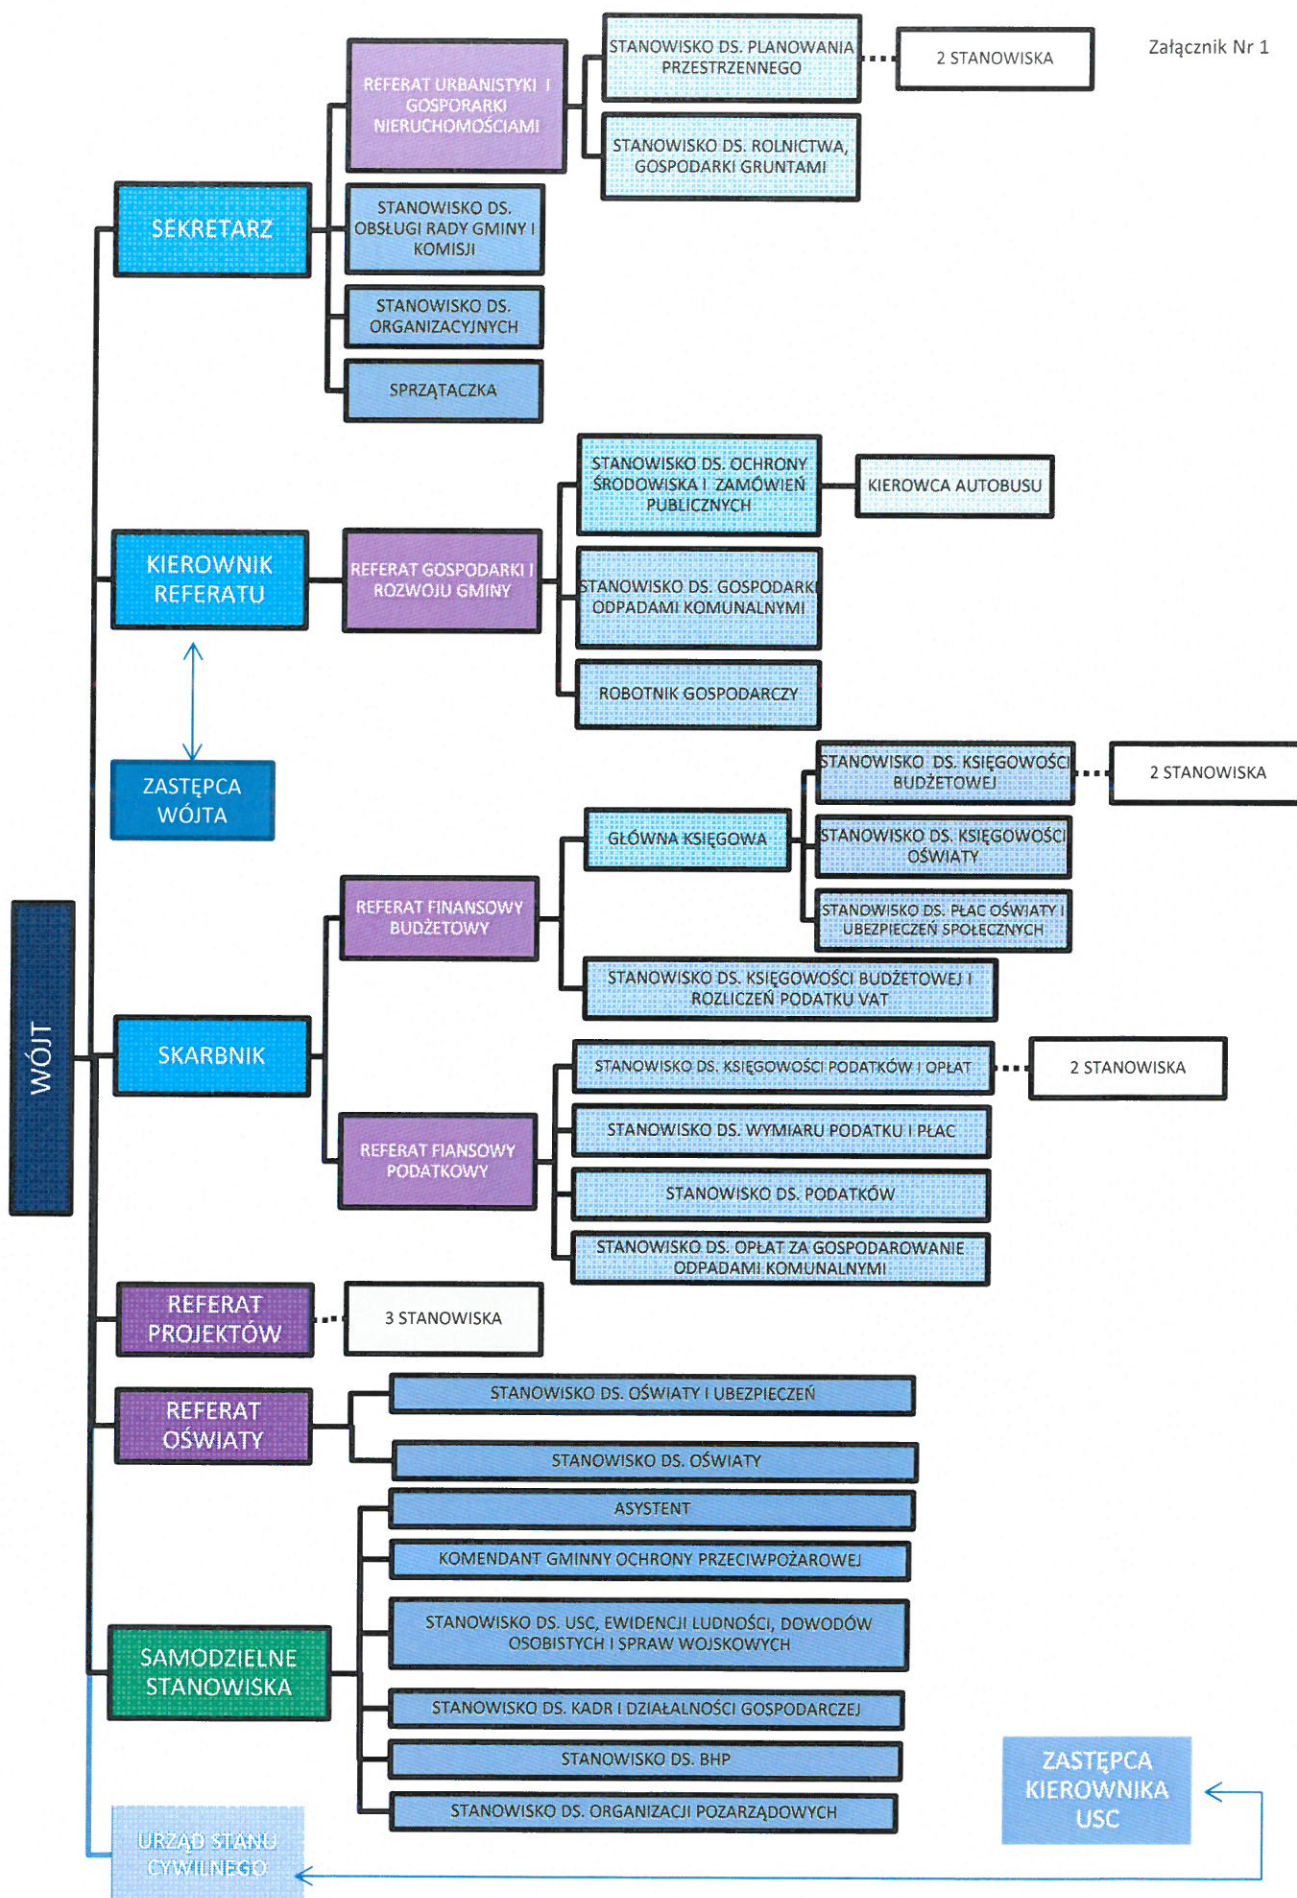 Załącznik Nr 1
WÓJT
SEKRETARZ
REFERAT URBANISTYKI I
GOSPORARKI
NIERUCHOMOŚCIAMI
STANOWISKO DS. PLANOWANIA
PRZESTRZENNEGO
2 STANOWISKA
STANOWISKO DS. ROLNICTWA,
GOSPODARKI GRUNTAMI
STANOWISKO DS.
OBSŁUGI RADY GMINY I
KOMISJI
STANOWISKO DS.
ORGANIZACYJNYCH
SPRZĄTACZKA
KIEROWNIK
REFERATU
REFERAT GOSPODARKI I
ROZWOJU GMINY
STANOWISKO DS. OCHRONY
ŚRODOWISKA I ZAMÓWIEŃ
PUBLICZNYCH
KIEROWCA AUTOBUSU
STANOWISKO DS. GOSPODARKI
ODPADAMI KOMUNALNYMI
ROBOTNIK GOSPODARCZY
ZASTĘPCA
WÓJTA
SKARBNIK
REFERAT FINANSOWY
BUDŻETOWY
GŁÓWNA KSIĘGOWA
STANOWISKO DS. KSIĘGOWOŚCI
BUDŻETOWEJ
2 STANOWISKA
STANOWISKO DS. KSIĘGOWOŚCI
OŚWIATY
STANOWISKO DS. PŁAC OŚWIATY I
UBEZPIECZEŃ SPOŁĘCZNYCH
STANOWISKO DS. KSIĘGOWOŚCI BUDŻETOWEJ I
ROZLICZEŃ PODATKU VAT
REFERAT FIANSOWY
PODATKOWY
STANOWISKO DS. KSIĘGOWOŚCI PODATKÓW I OPŁAT
2 STANOWISKA
STANOWISKO DS. WYMIARU PODATKU I PŁAC
STANOWISKO DS. PODATKÓW
STANOWISKO DS. OPŁAT ZA GOSPODAROWANIE
ODPADAMI KOMUNALNYMI
REFERAT
PROJEKTÓW
3 STANOWISKA
REFERAT
OŚWIATY
STANOWISKO DS. OŚWIATY I UBEZPIECZEŃ
STANOWISKO DS. OŚWIATY
SAMODZIELNE
STANOWISKA
ASYSTENT
KOMENDANT GMINNY OCHRONY PRZECIWPOŻAROWEJ
STANOWISKO DS. USC, EWIDENCJI LUDNOŚCI, DOWODÓW
OSOBISTYCH I SPRAW WOJSKOWYCH
STANOWISKO DS. KADR I DZIAŁALNOŚCI GOSPODARCZEJ
STANOWISKO DS. BHP
STANOWISKO DS. ORGANIZACJI POZARZĄDOWYCH
URZĄD STANU
CYWILNEGO
ZASTĘPCA
KIEROWNIKA
USC